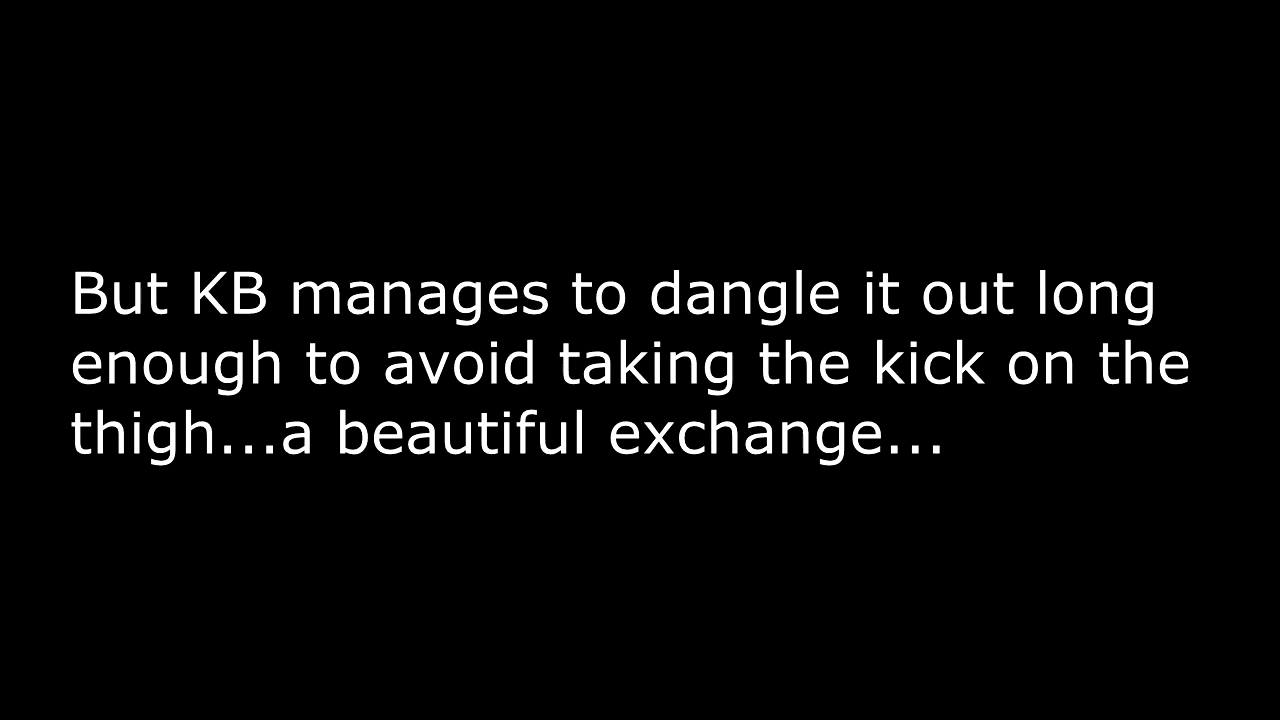 But KB manages to dangle it out long
enough to avoid taking the kick on the
thigh...a beautiful exchange...